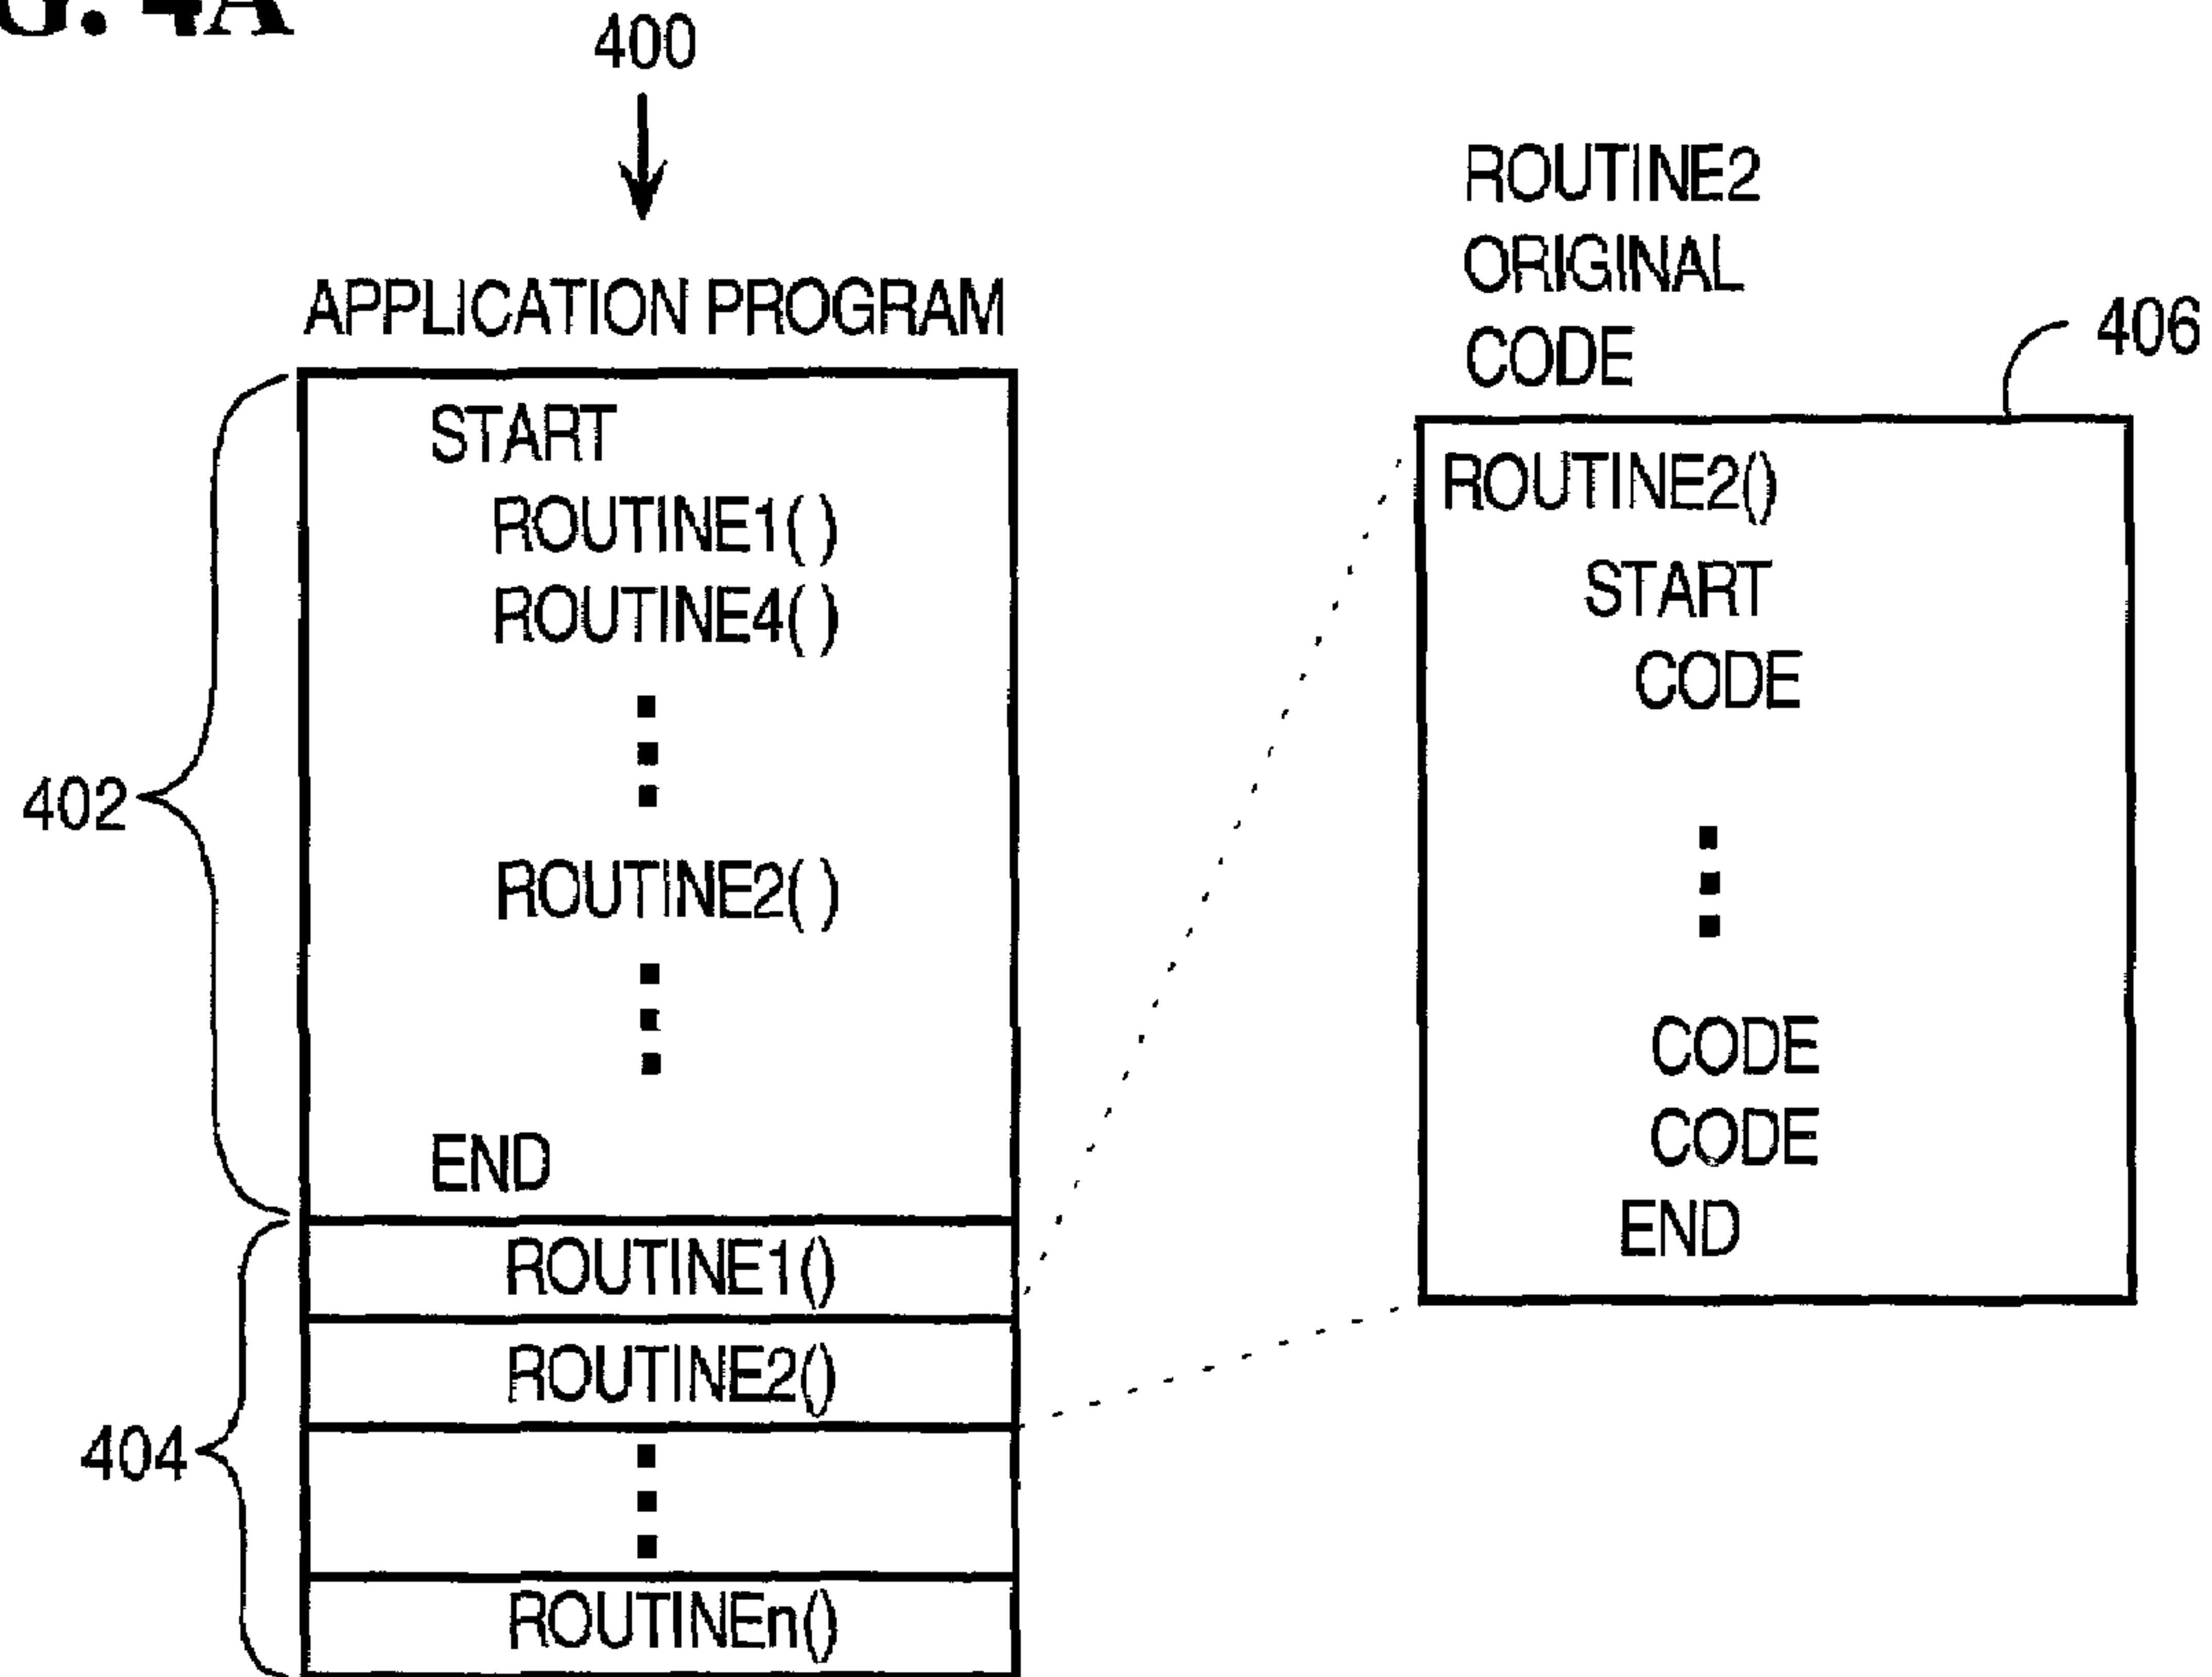 G. 4A
400
APPLICATION PROGRAM
START
ROUTINE1( )
ROUTINE4( )
ROUTINE2( )
END
402
ROUTINE1()
ROUTINE2()
ROUTINEn()
404
ROUTINE2
ORIGINAL
CODE
406
ROUTINE2()
START
CODE
CODE
CODE
END